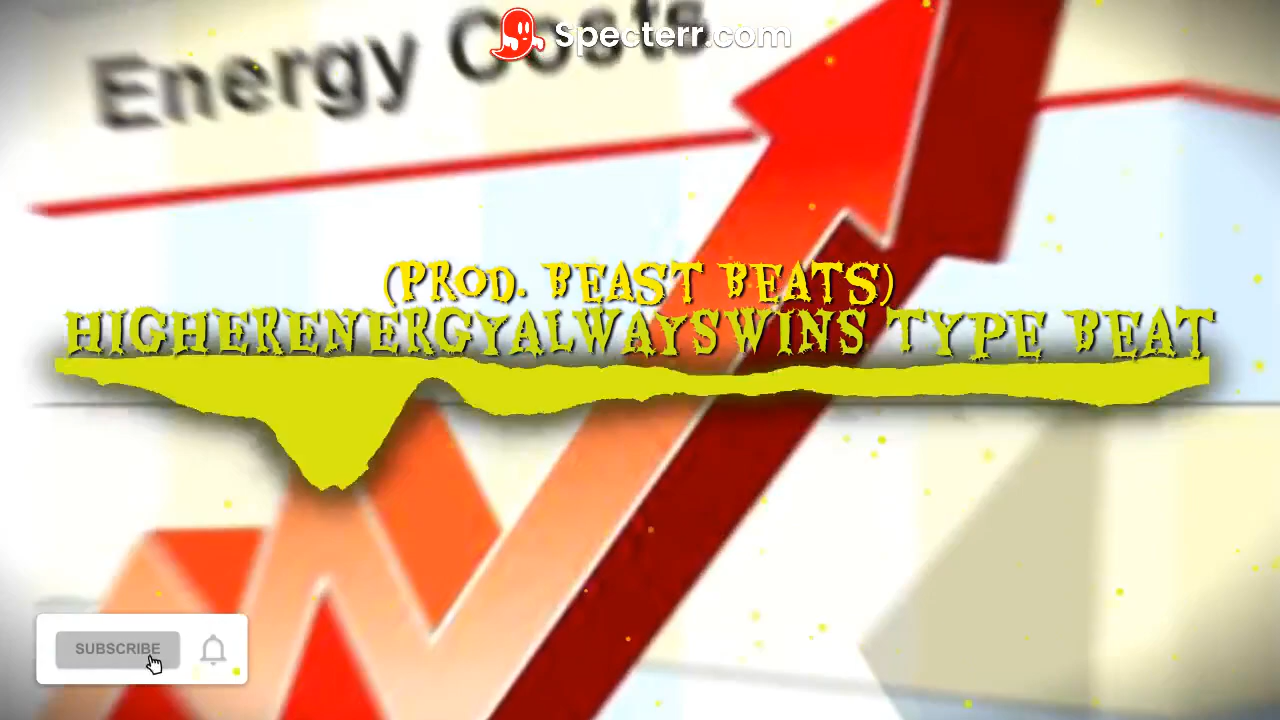 Energy Costs
Specterr.com
(PROD. BEAST BEATS)
HIGHERENERGYALWAYSWINS TYPE BEAT
SUBSCRIBE